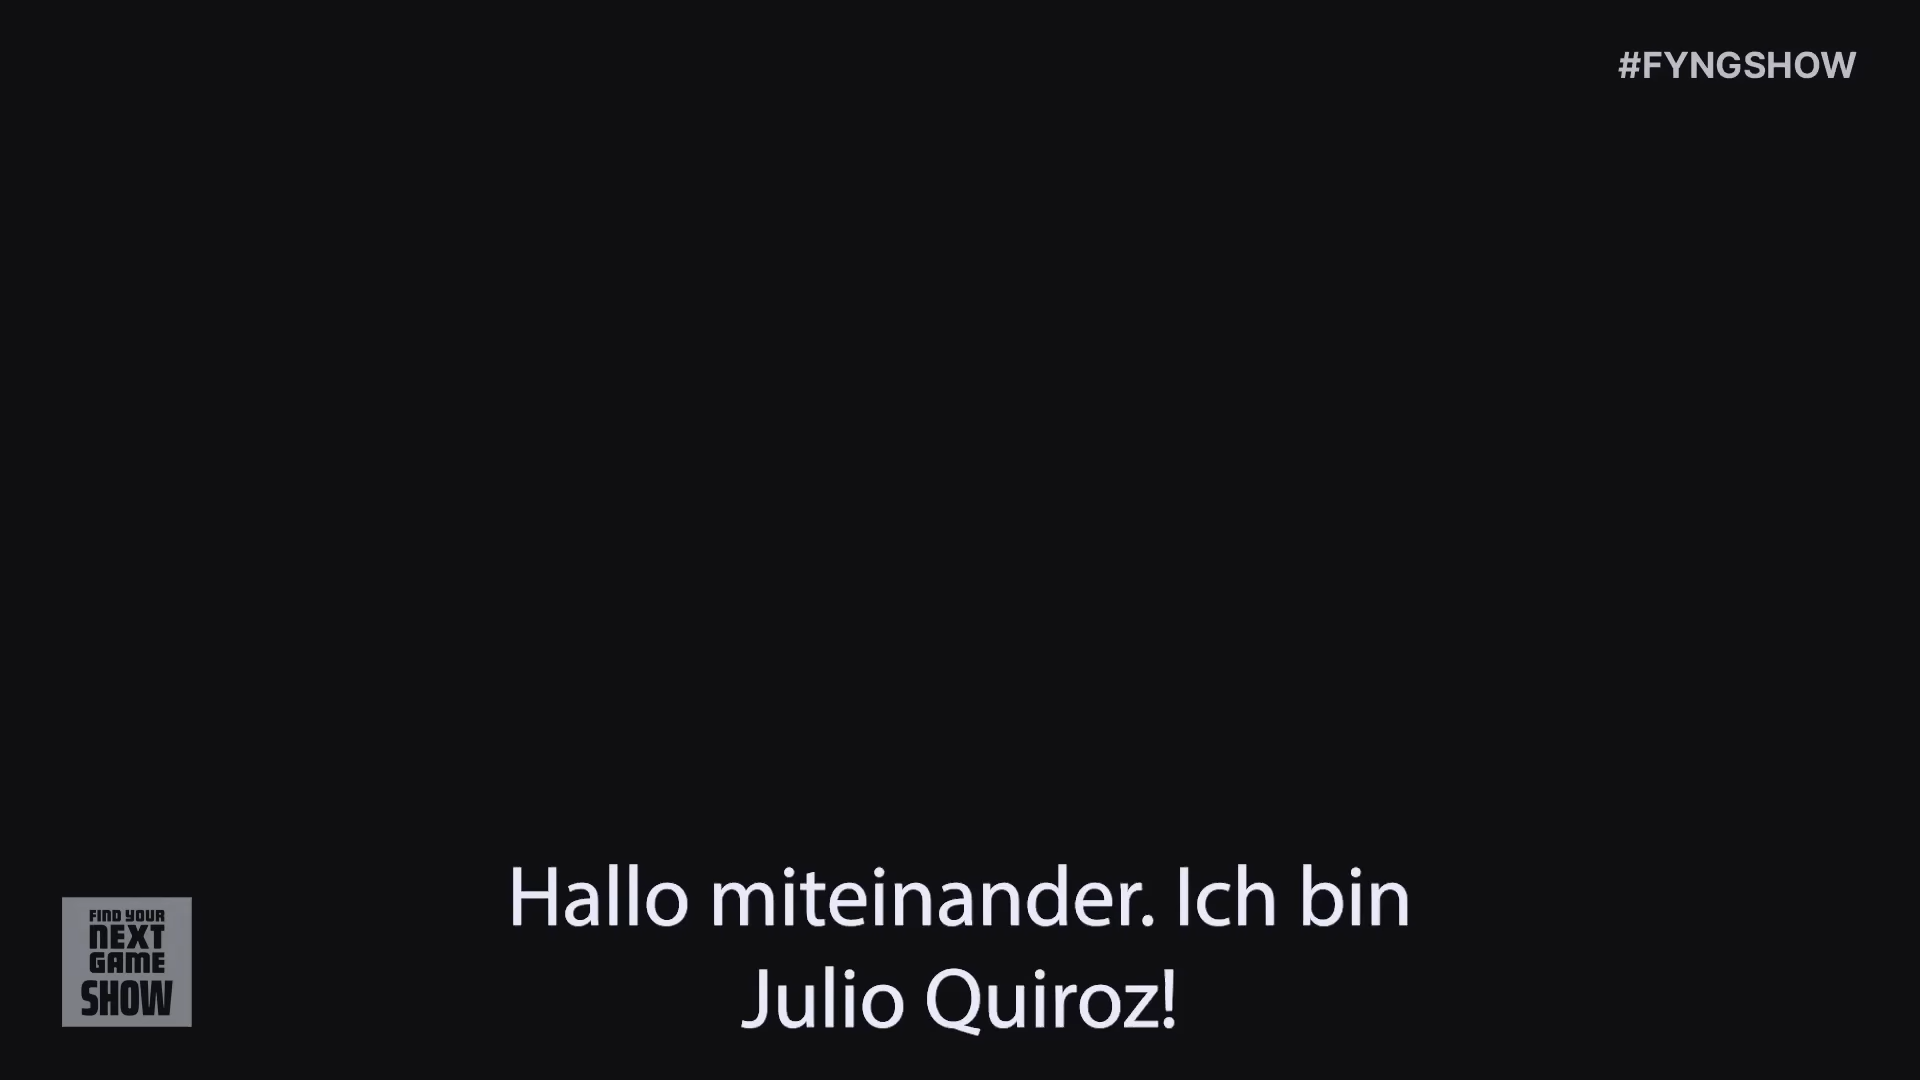 #FYNGSHOW
Hallo miteinander. Ich bin
Julio Quiroz!
FIND YOUR
NEXT
GAME
SHOW